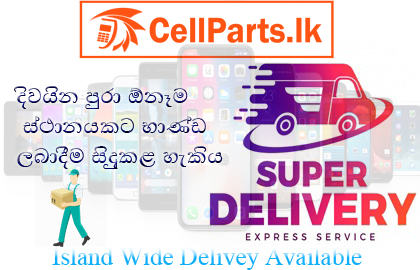 CellParts.lk
දිවයින පුරා ඕනෑම
ස්ථානයකට භාණ්ඩ
ලබාදීම සිදුකළ හැකිය
SUPER
DELIVERY
EXPRESS SERVICE
Island Wide Delivey Available